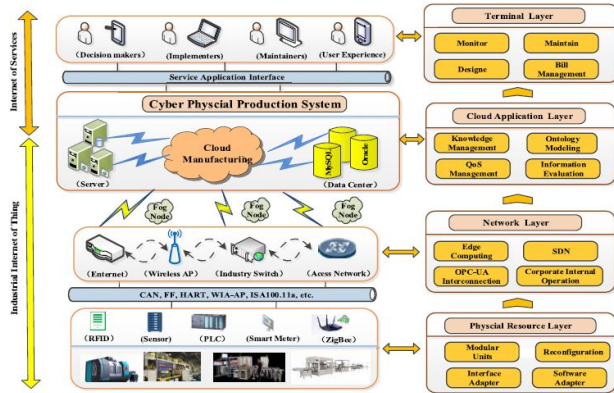 Internet of Services
Industrial Internet of Thing
(Decision makers)
(Implementers)
(Maintainers)
(User Experience)
Service Application Interface
Cyber Physcial Production System
Cloud
Manufacturing
(Server)
MySQL
Oracle
(Data Center)
Fog
Node
Fog
Node
Fog
Node
(Enternet)
(Wireless AP)
(Industry Switch)
(Acess Network)
CAN, FF, HART, WIA-AP, ISA100.11a, etc.
(RFID)
(Sensor)
(PLC)
(Smart Meter)
(ZigBee)
Terminal Layer
Monitor
Maintain
Designe
Bill
Management
Cloud Application Layer
Knowledge
Management
Ontology
Modeling
QoS
Management
Information
Evaluation
Network Layer
Edge
Computing
SDN
OPC-UA
Interconnection
Corporate Internal
Operation
Physcial Resource Layer
Modular
Units
Reconfiguration
Interface
Adapter
Software
Adapter